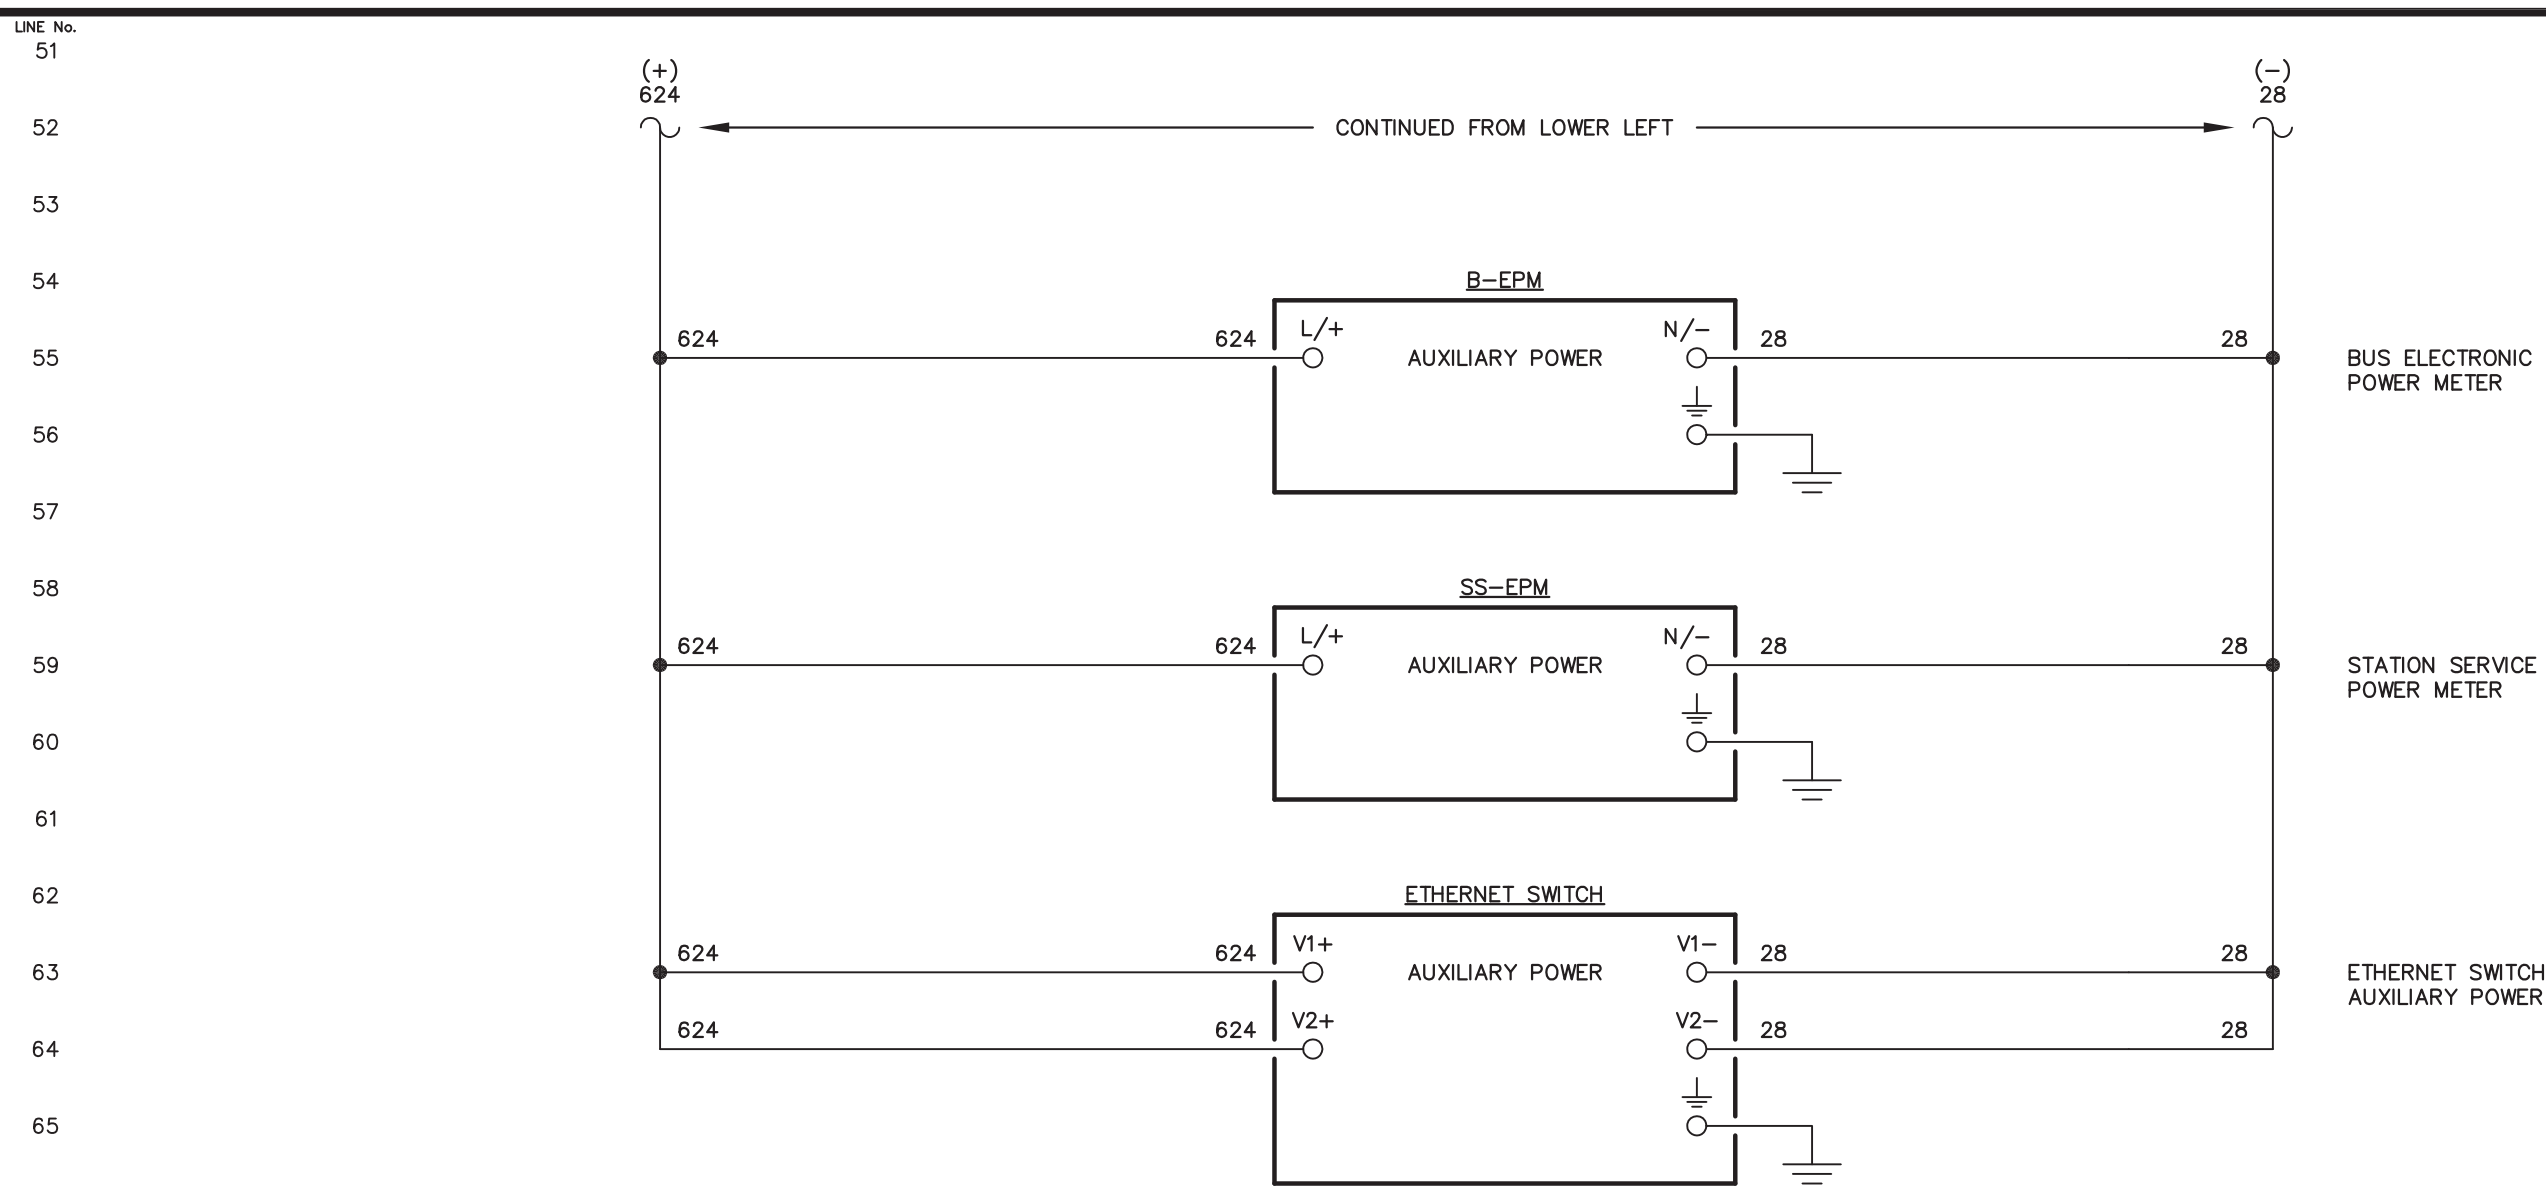 LINE No.
51
(+)
(-)
624
28
52
CONTINUED FROM LOWER LEFT
53
54
B-EPM
624
624
L/+
N/-
28
28
55
AUXILIARY POWER
BUS ELECTRONIC
POWER METER
56
57
58
SS-EPM
624
624
L/+
N/-
28
28
59
AUXILIARY POWER
STATION SERVICE
POWER METER
60
61
62
ETHERNET SWITCH
624
624
V1+
V1-
28
28
63
AUXILIARY POWER
ETHERNET SWITCH
AUXILIARY POWER
624
624
V2+
V2-
28
28
64
65